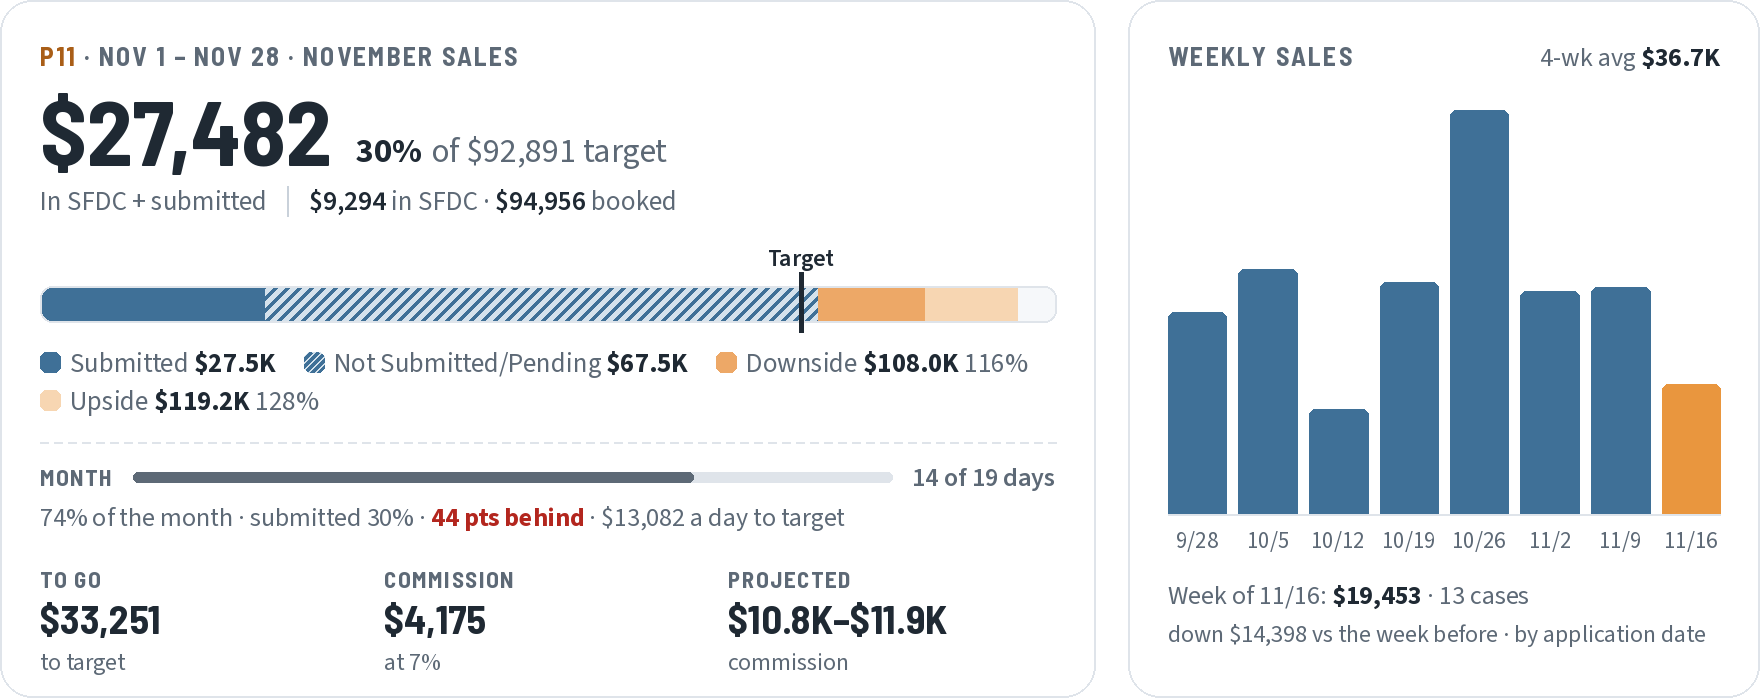 P11 · NOV 1 – NOV 28 · NOVEMBER SALES
$27,482 30% of $92,891 target
In SFDC + submitted $9,294 in SFDC · $94,956 booked
Target
Submitted $27.5K Not Submitted/Pending $67.5K Downside $108.0K 116%
Upside $119.2K 128%
MONTH 14 of 19 days
74% of the month · submitted 30% · 44 pts behind · $13,082 a day to target
TO GO COMMISSION PROJECTED
$33,251 $4,175 $10.8K–$11.9K
to target at 7% commission
WEEKLY SALES 4-wk avg $36.7K
9/28 10/5 10/12 10/19 10/26 11/2 11/9 11/16
Week of 11/16: $19,453 · 13 cases
down $14,398 vs the week before · by application date